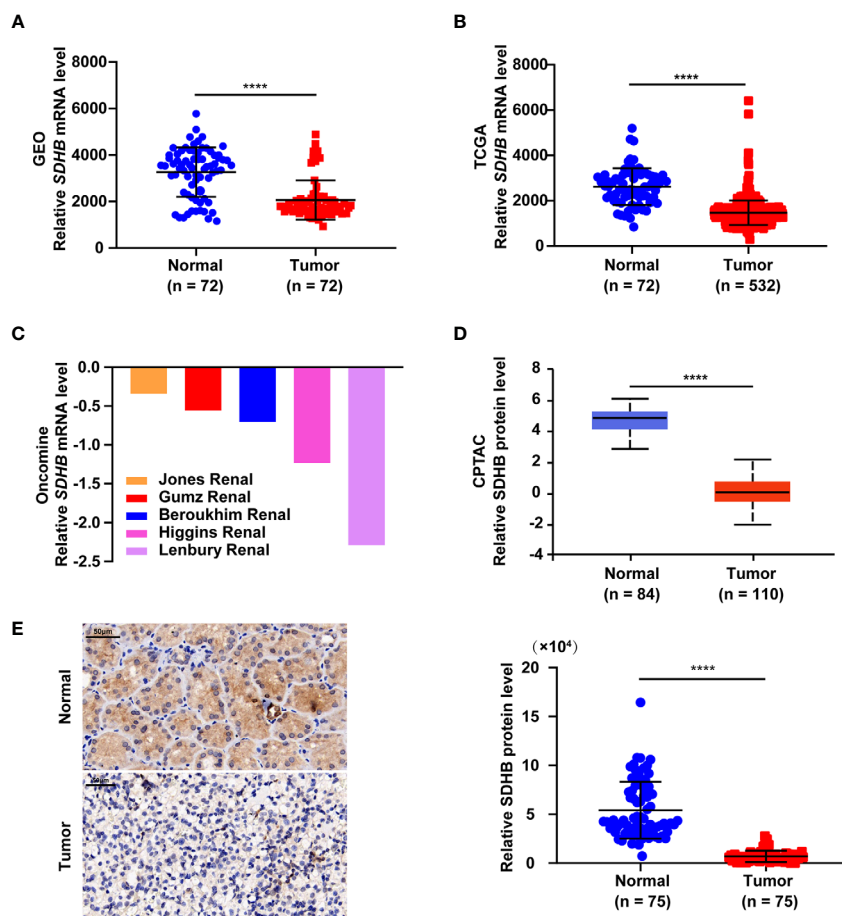 A
GEO
Relative SDHB mRNA level
8000
6000
4000
2000
0
****
Normal
(n = 72)
Tumor
(n = 72)
B
TCGA
Relative SDHB mRNA level
8000
6000
4000
2000
0
****
Normal
(n = 72)
Tumor
(n = 532)
C
Oncomine
Relative SDHB mRNA level
0.0
-0.5
-1.0
-1.5
-2.0
-2.5
Jones Renal
Gumz Renal
Beroukhim Renal
Higgins Renal
Lenbury Renal
D
CPTAC
Relative SDHB protein level
8
6
4
2
0
-2
-4
****
Normal
(n = 84)
Tumor
(n = 110)
E
Normal
50μm
Tumor
50μm
(×10⁴)
Relative SDHB protein level
20
15
10
5
0
****
Normal
(n = 75)
Tumor
(n = 75)